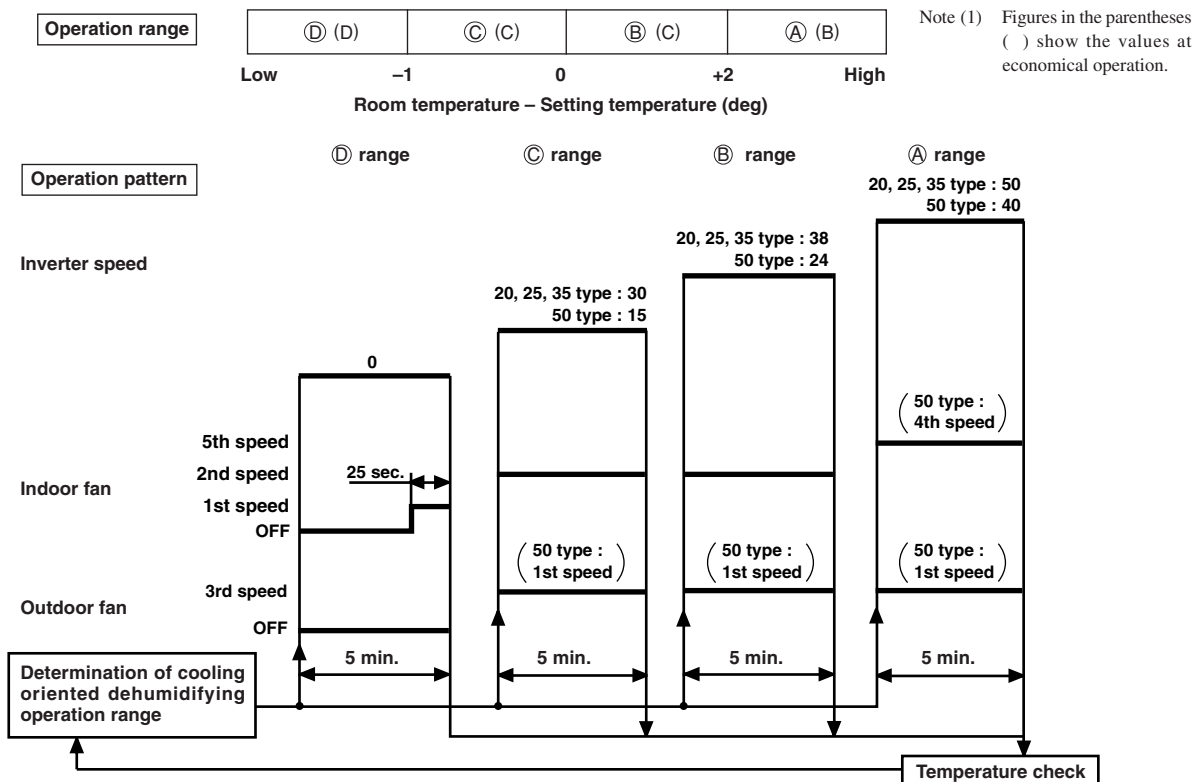 Operation range
Ⓓ (D) Ⓒ (C) Ⓑ (C) Ⓐ (B)
Low –1 0 +2 High
Room temperature – Setting temperature (deg)
Note (1) Figures in the parentheses
( ) show the values at
economical operation.
Operation pattern
Ⓓ range Ⓒ range Ⓑ range Ⓐ range
Inverter speed
0
20, 25, 35 type : 30
50 type : 15
20, 25, 35 type : 38
50 type : 24
20, 25, 35 type : 50
50 type : 40
Indoor fan
5th speed
2nd speed
1st speed
OFF
25 sec.
(50 type :
4th speed)
Outdoor fan
3rd speed
OFF
(50 type :
1st speed)
(50 type :
1st speed)
(50 type :
1st speed)
5 min. 5 min. 5 min. 5 min.
Determination of cooling
oriented dehumidifying
operation range
Temperature check